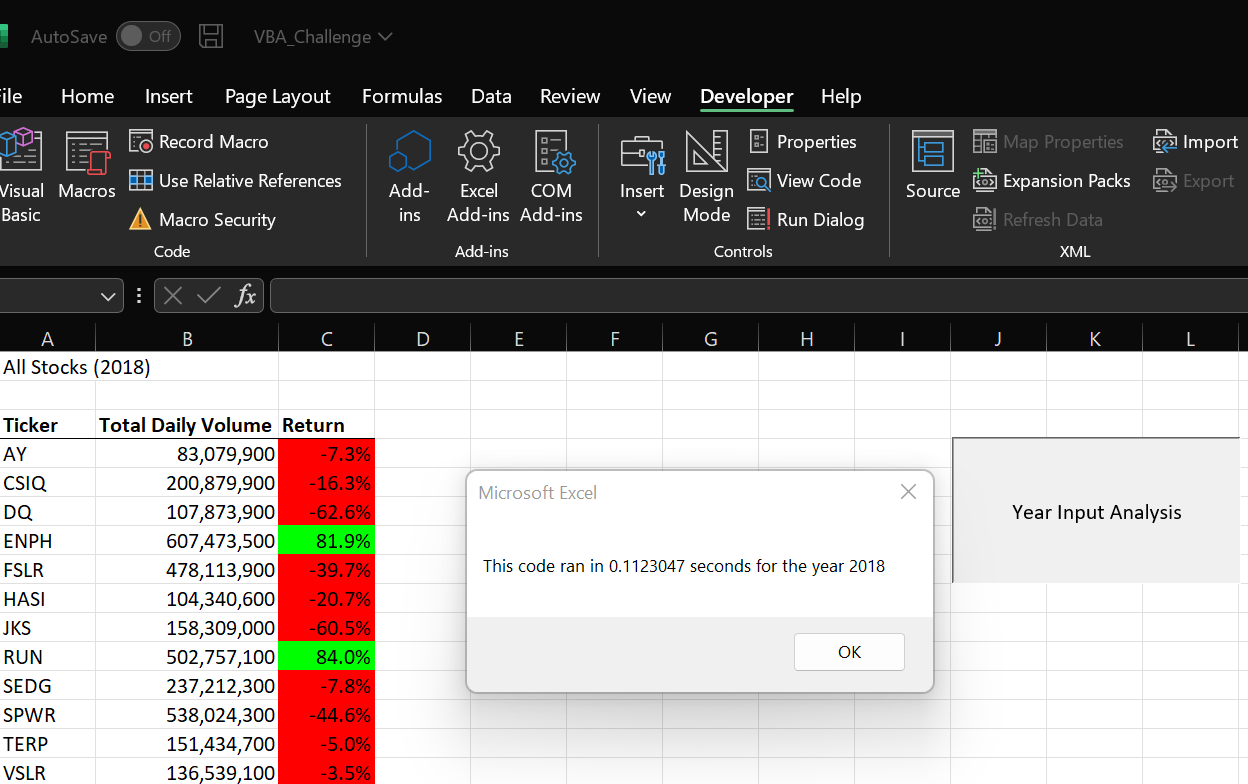 AutoSave Off VBA_Challenge
File Home Insert Page Layout Formulas Data Review View Developer Help
Visual Basic
Macros
Record Macro
Use Relative References
Macro Security
Code
Add-ins
Excel Add-ins
COM Add-ins
Add-ins
Insert
Design Mode
Properties
View Code
Run Dialog
Controls
Source
Map Properties
Expansion Packs
Refresh Data
Import
Export
XML
fx
A B C D E F G H I J K L
All Stocks (2018)
Ticker Total Daily Volume Return
AY 83,079,900 -7.3%
CSIQ 200,879,900 -16.3%
DQ 107,873,900 -62.6%
ENPH 607,473,500 81.9%
FSLR 478,113,900 -39.7%
HASI 104,340,600 -20.7%
JKS 158,309,000 -60.5%
RUN 502,757,100 84.0%
SEDG 237,212,300 -7.8%
SPWR 538,024,300 -44.6%
TERP 151,434,700 -5.0%
VSLR 136,539,100 -3.5%
Microsoft Excel
This code ran in 0.1123047 seconds for the year 2018
OK
Year Input Analysis